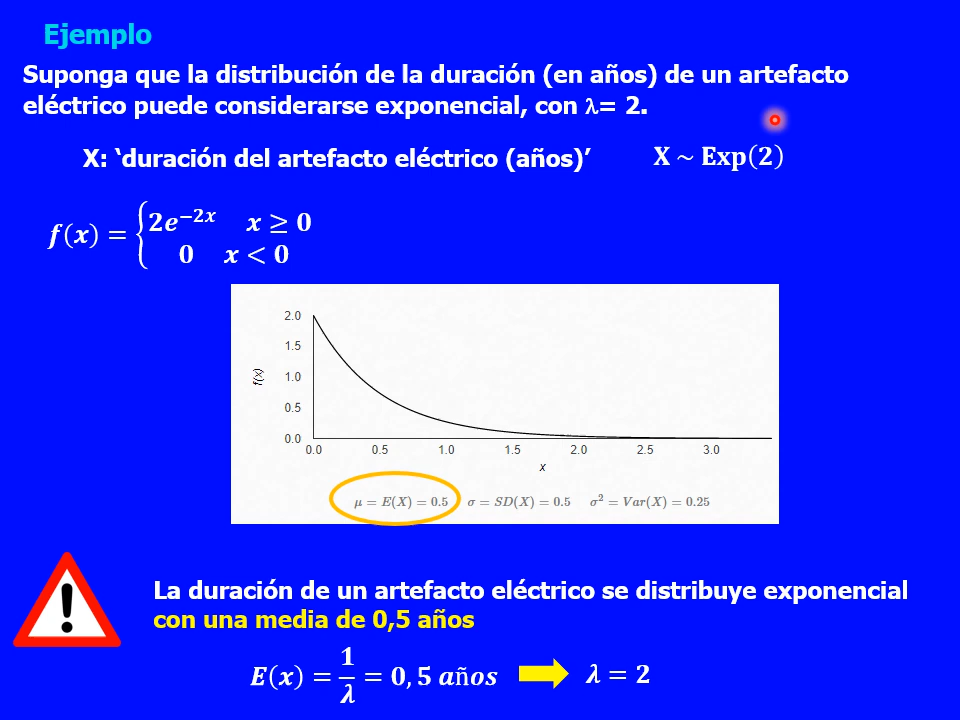 Ejemplo
Suponga que la distribución de la duración (en años) de un artefacto
eléctrico puede considerarse exponencial, con λ= 2.
X: ‘duración del artefacto eléctrico (años)’ X ~ Exp(2)
f(x) = {2e^{-2x} x ≥ 0
0 x < 0
2.0
1.5
1.0
0.5
0.0
f(x)
0.0 0.5 1.0 1.5 2.0 2.5 3.0
x
μ = E(X) = 0.5 σ = SD(X) = 0.5 σ² = Var(X) = 0.25
!
La duración de un artefacto eléctrico se distribuye exponencial
con una media de 0,5 años
E(x) = 1/λ = 0, 5 años λ = 2